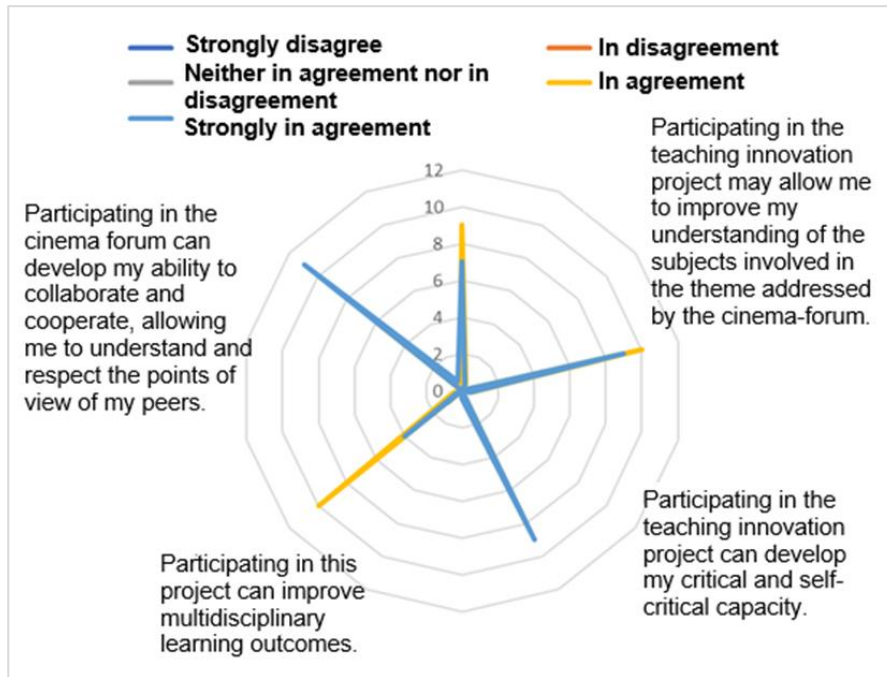 Strongly disagree
In disagreement
Neither in agreement nor in
disagreement
In agreement
Strongly in agreement
Participating in the
teaching innovation
project may allow me
to improve my
understanding of the
subjects involved in
the theme addressed
by the cinema-forum.
12
10
8
6
4
2
0
Participating in the
cinema forum can
develop my ability to
collaborate and
cooperate, allowing
me to understand and
respect the points of
view of my peers.
Participating in the
teaching innovation
project can develop
my critical and self-
critical capacity.
Participating in this
project can improve
multidisciplinary
learning outcomes.